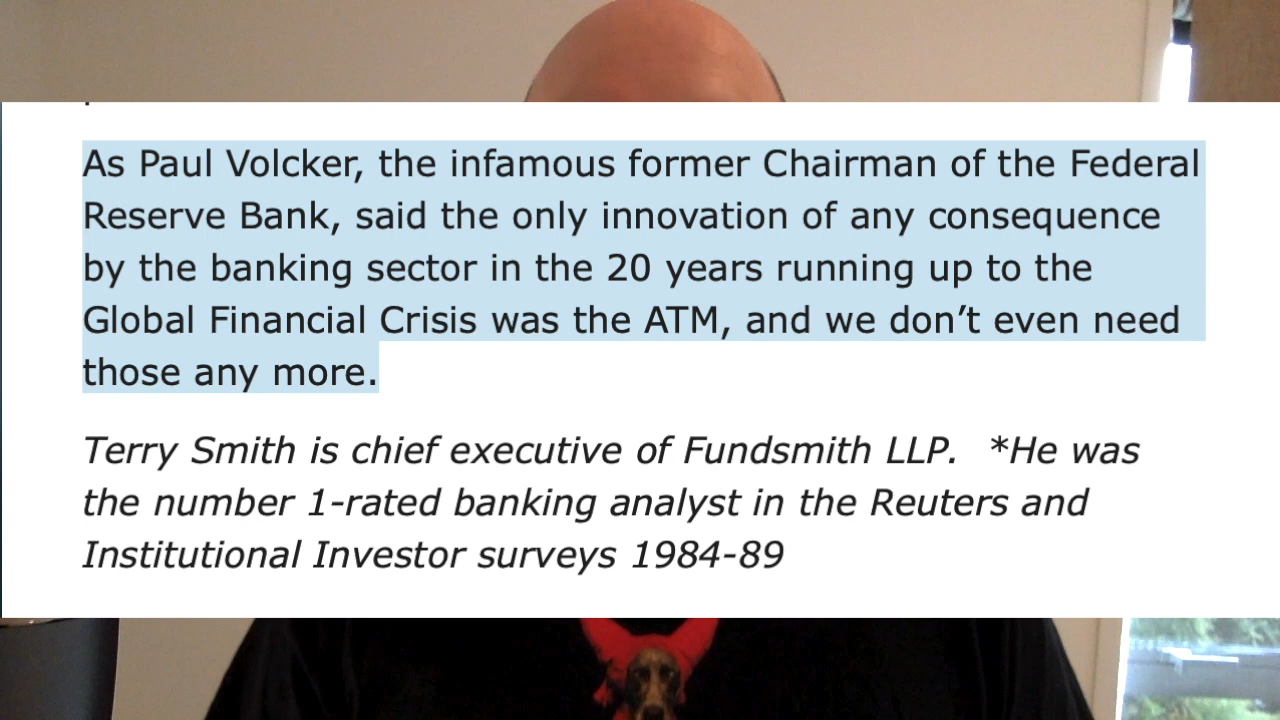 As Paul Volcker, the infamous former Chairman of the Federal
Reserve Bank, said the only innovation of any consequence
by the banking sector in the 20 years running up to the
Global Financial Crisis was the ATM, and we don’t even need
those any more.
Terry Smith is chief executive of Fundsmith LLP.  *He was
the number 1-rated banking analyst in the Reuters and
Institutional Investor surveys 1984-89